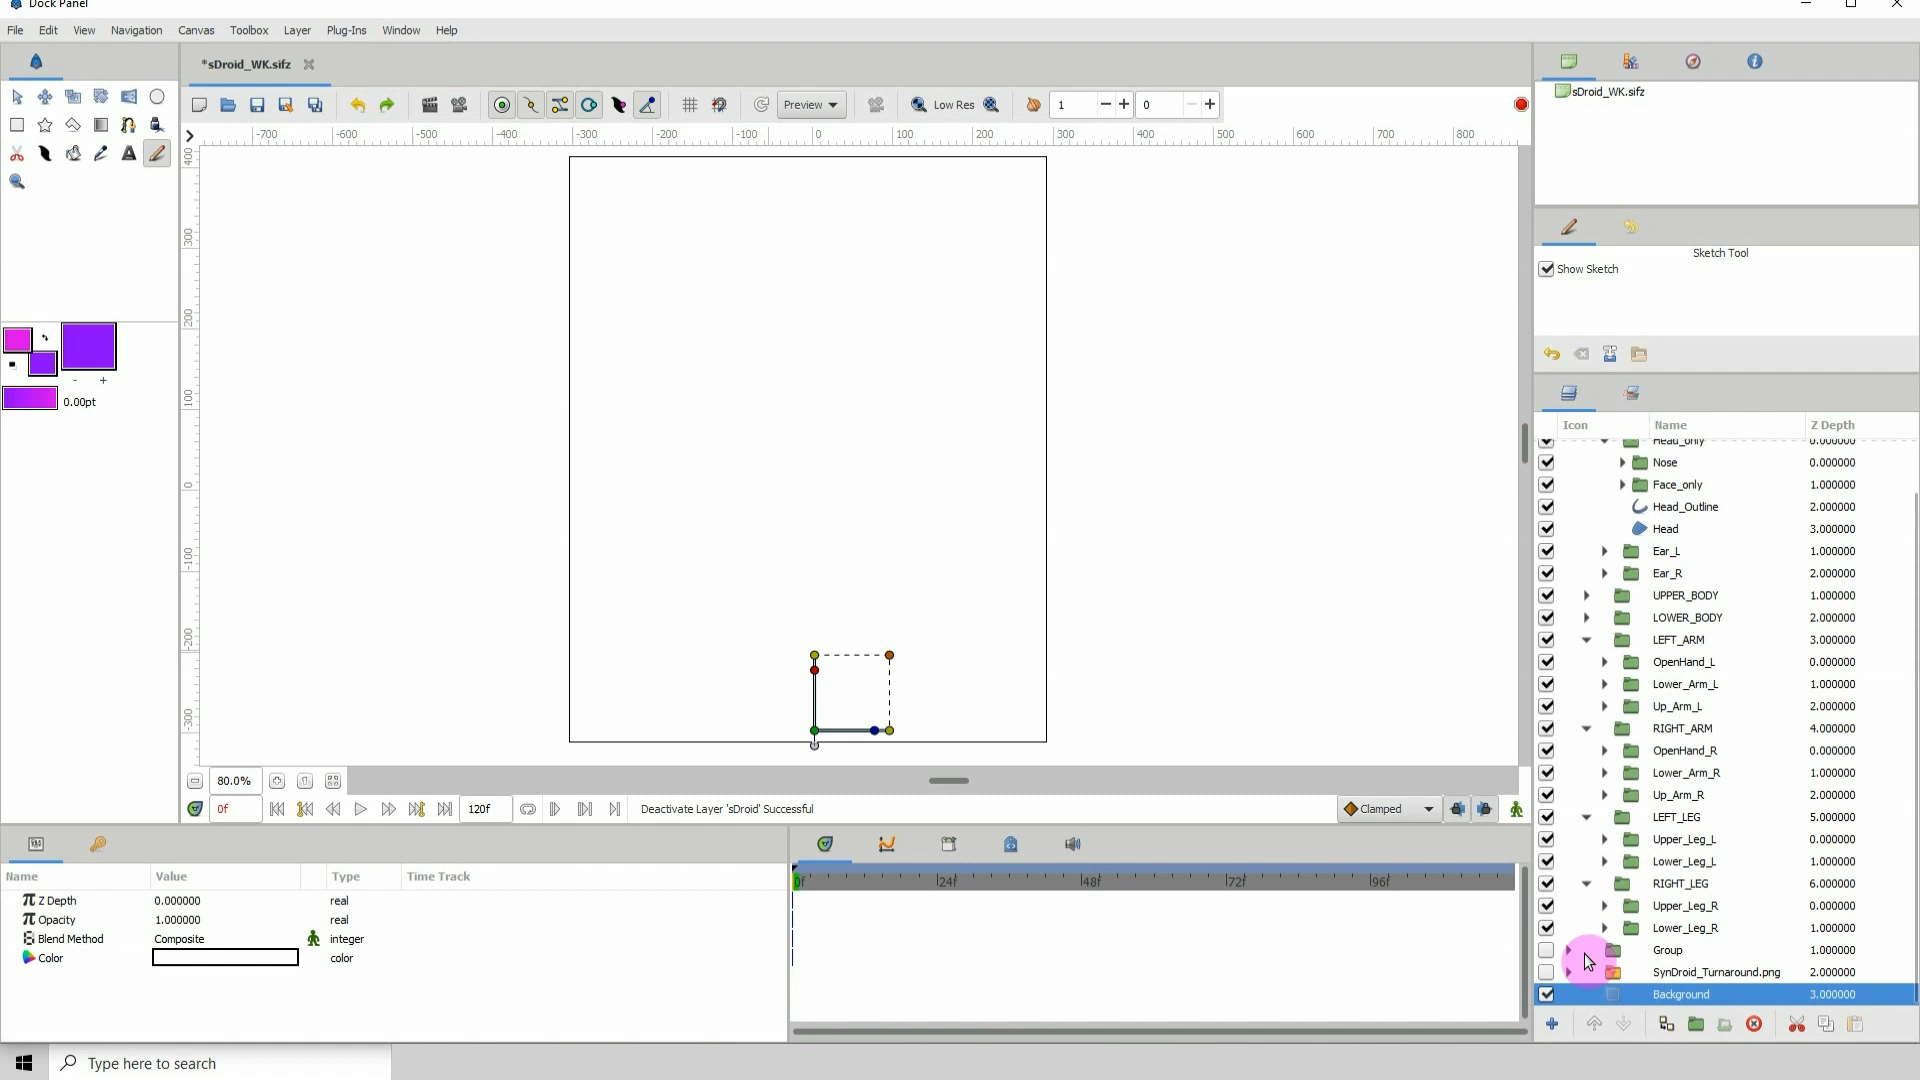 Dock Panel
File Edit View Navigation Canvas Toolbox Layer Plug-Ins Window Help
*sDroid_WK.sifz
Preview Low Res 1 0
-700 -600 -500 -400 -300 -200 -100 0 100 200 300 400 500 600 700 800
400
300
200
100
0
-100
-200
-300
0.00pt
- +
80.0%
0f 120f Deactivate Layer 'sDroid' Successful Clamped
Name Value Type Time Track
Z Depth 0.000000 real
Opacity 1.000000 real
Blend Method Composite integer
Color color
0f 24f 48f 72f 96f
sDroid_WK.sifz
Sketch Tool
Show Sketch
Icon Name Z Depth
Head_only 0.000000
Nose 0.000000
Face_only 1.000000
Head_Outline 2.000000
Head 3.000000
Ear_L 1.000000
Ear_R 2.000000
UPPER_BODY 1.000000
LOWER_BODY 2.000000
LEFT_ARM 3.000000
OpenHand_L 0.000000
Lower_Arm_L 1.000000
Up_Arm_L 2.000000
RIGHT_ARM 4.000000
OpenHand_R 0.000000
Lower_Arm_R 1.000000
Up_Arm_R 2.000000
LEFT_LEG 5.000000
Upper_Leg_L 0.000000
Lower_Leg_L 1.000000
RIGHT_LEG 6.000000
Upper_Leg_R 0.000000
Lower_Leg_R 1.000000
Group 1.000000
SynDroid_Turnaround.png 2.000000
Background 3.000000
Type here to search